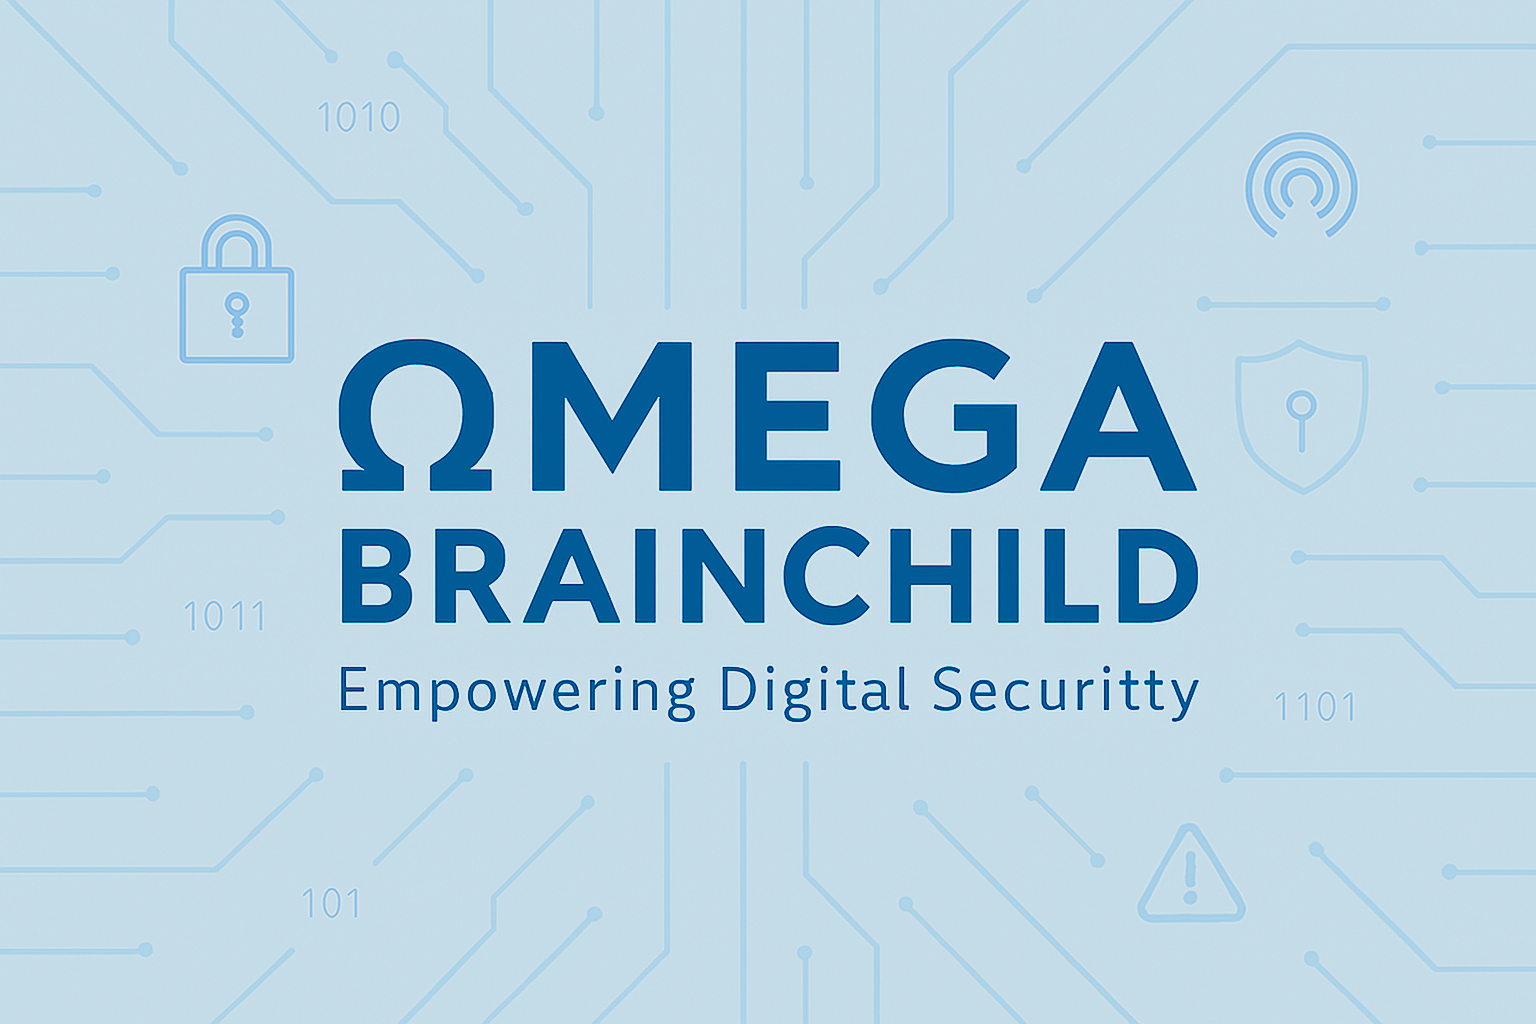 1010
ΩMEGA
BRAINCHILD
1011
Empowering Digital Securitty
1101
101